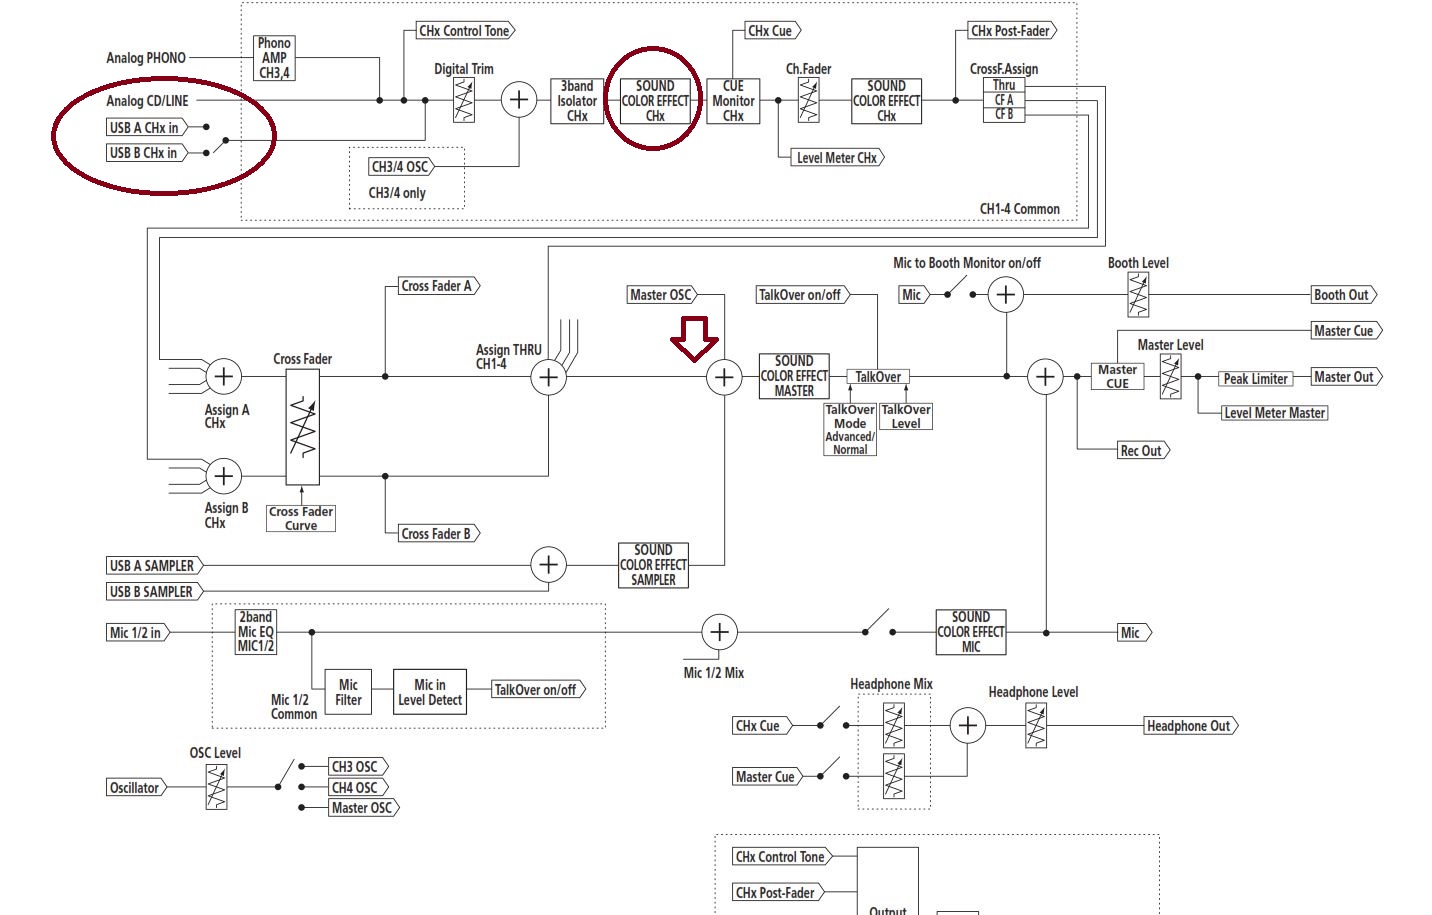 CHx Control Tone
CHx Cue
CHx Post-Fader
Analog PHONO
Phono
AMP
CH3,4
Digital Trim
Ch.Fader
CrossF.Assign
Analog CD/LINE
3band
Isolator
CHx
SOUND
COLOR EFFECT
CHx
CUE
Monitor
CHx
SOUND
COLOR EFFECT
CHx
Thru
CF A
CF B
USB A CHx in
USB B CHx in
CH3/4 OSC
CH3/4 only
Level Meter CHx
CH1-4 Common
Mic to Booth Monitor on/off
Booth Level
Cross Fader A
Master OSC
TalkOver on/off
Mic
Booth Out
Master Cue
Cross Fader
Assign THRU
CH1-4
SOUND
COLOR EFFECT
MASTER
TalkOver
Master Level
Master
CUE
Peak Limiter
Master Out
Assign A
CHx
TalkOver
Mode
Advanced/
Normal
TalkOver
Level
Level Meter Master
Rec Out
Assign B
CHx
Cross Fader
Curve
Cross Fader B
USB A SAMPLER
USB B SAMPLER
SOUND
COLOR EFFECT
SAMPLER
Mic 1/2 in
2band
Mic EQ
MIC1/2
SOUND
COLOR EFFECT
MIC
Mic
Mic 1/2 Mix
Mic 1/2
Common
Mic
Filter
Mic in
Level Detect
TalkOver on/off
Headphone Mix
Headphone Level
CHx Cue
Headphone Out
Master Cue
OSC Level
Oscillator
CH3 OSC
CH4 OSC
Master OSC
CHx Control Tone
CHx Post-Fader
Output